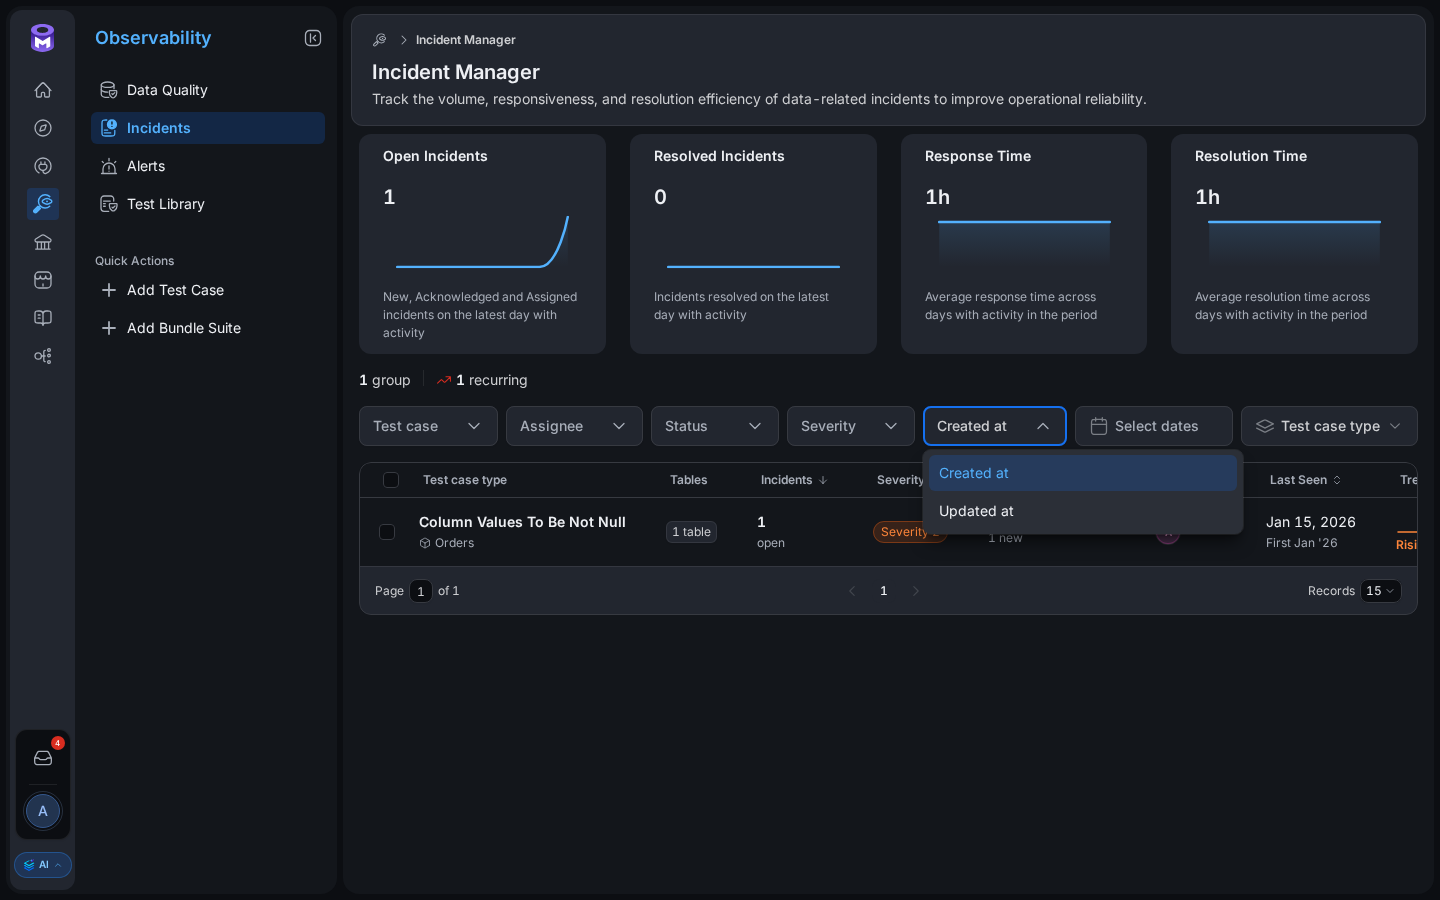 Observability
Data Quality
Incidents
Alerts
Test Library
Quick Actions
Add Test Case
Add Bundle Suite
4
A
AI
Incident Manager
Incident Manager
Track the volume, responsiveness, and resolution efficiency of data-related incidents to improve operational reliability.
Open Incidents
1
New, Acknowledged and Assigned
incidents on the latest day with
activity
Resolved Incidents
0
Incidents resolved on the latest
day with activity
Response Time
1h
Average response time across
days with activity in the period
Resolution Time
1h
Average resolution time across
days with activity in the period
1 group
1 recurring
Test case
Assignee
Status
Severity
Created at
Select dates
Test case type
Created at
Updated at
Test case type
Tables
Incidents
Severity
Last Seen
Tre
Column Values To Be Not Null
Orders
1 table
1
open
Severity
1 new
Jan 15, 2026
First Jan '26
Risi
Page 1 of 1
1
Records 15